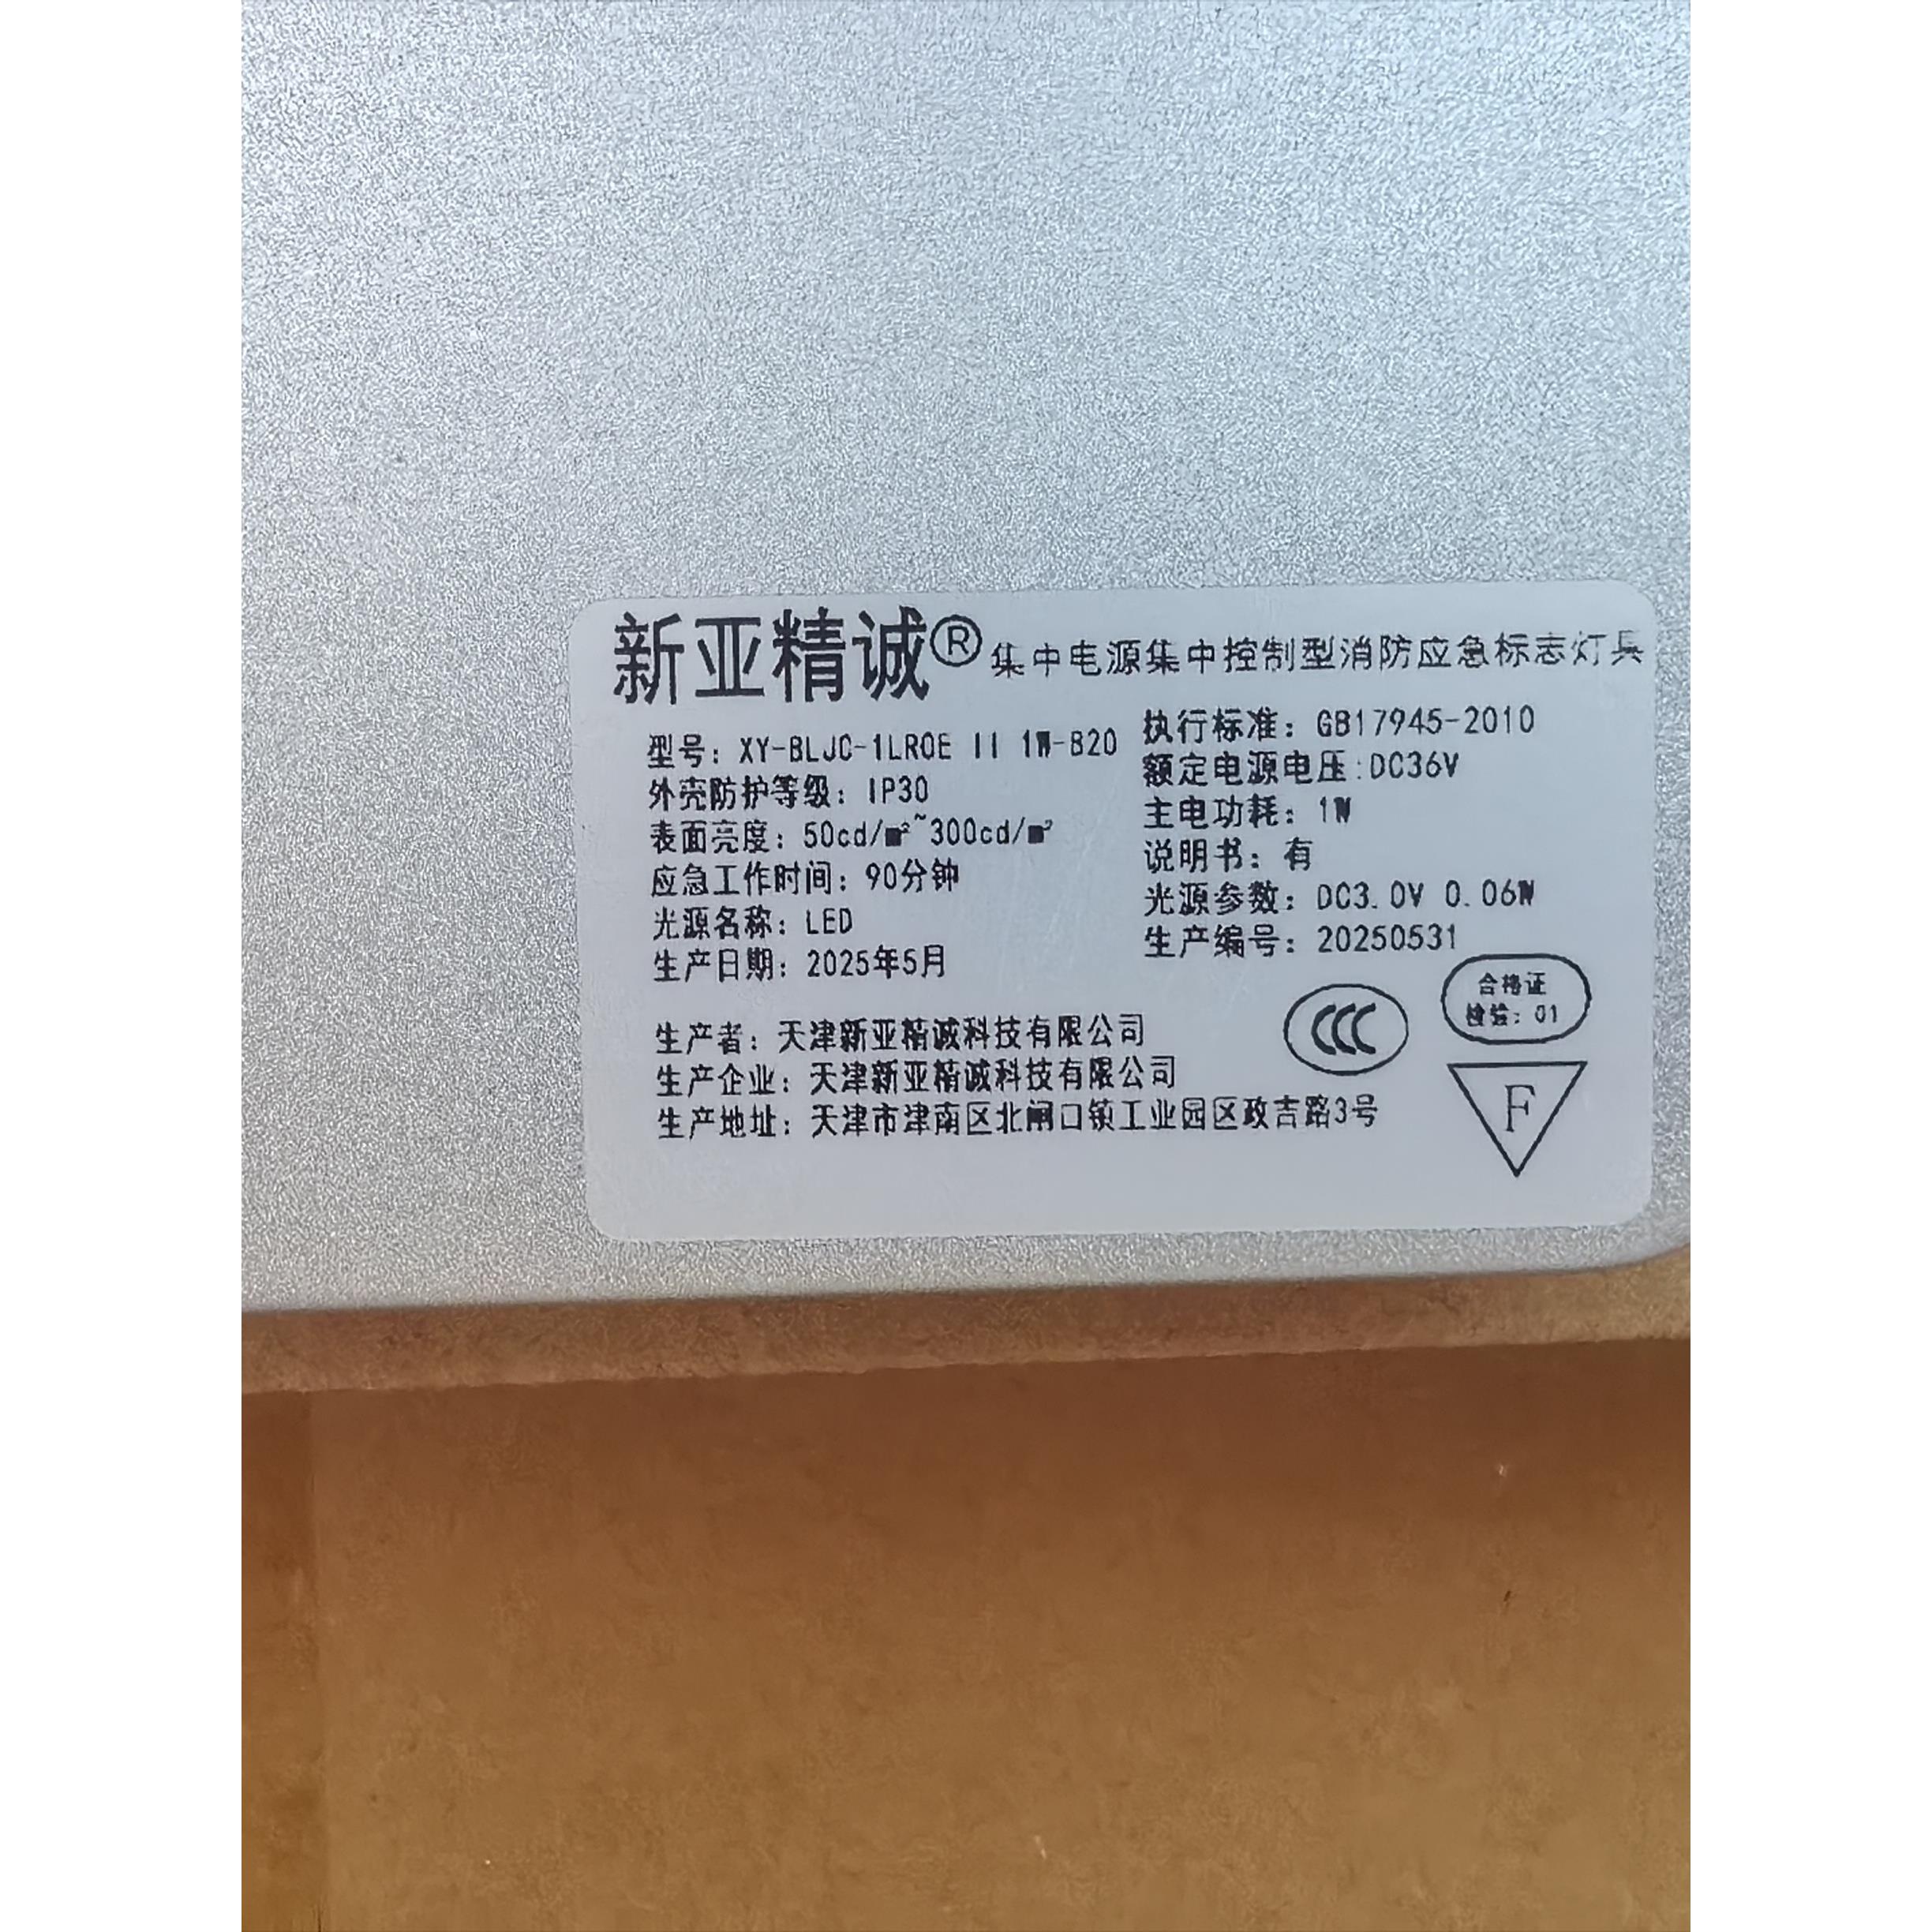 新亚精诚® 集中电源集中控制型消防应急标志灯具
型号：XY-BLJC-1LROE II 1W-B20
外壳防护等级：IP30
表面亮度：50cd/m²~300cd/m²
应急工作时间：90分钟
光源名称：LED
生产日期：2025年5月
执行标准：GB17945-2010
额定电源电压:DC36V
主电功耗：1W
说明书：有
光源参数：DC3.0V 0.06W
生产编号：20250531
生产者：天津新亚精诚科技有限公司
生产企业：天津新亚精诚科技有限公司
生产地址：天津市津南区北闸口镇工业园区政吉路3号
CCC
合格证
检验：01
F